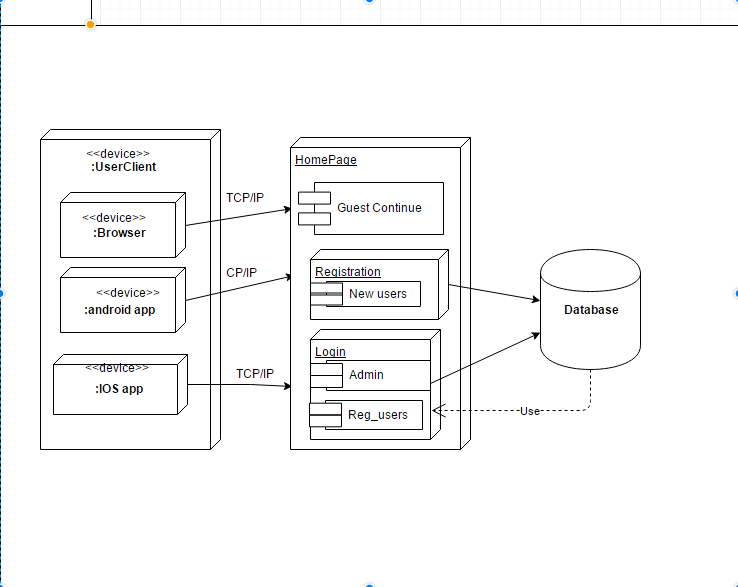 <<device>>
:UserClient
<<device>>
:Browser
<<device>>
:android app
<<device>>
:IOS app
TCP/IP
CP/IP
TCP/IP
HomePage
Guest Continue
Registration
New users
Login
Admin
Reg_users
Database
Use